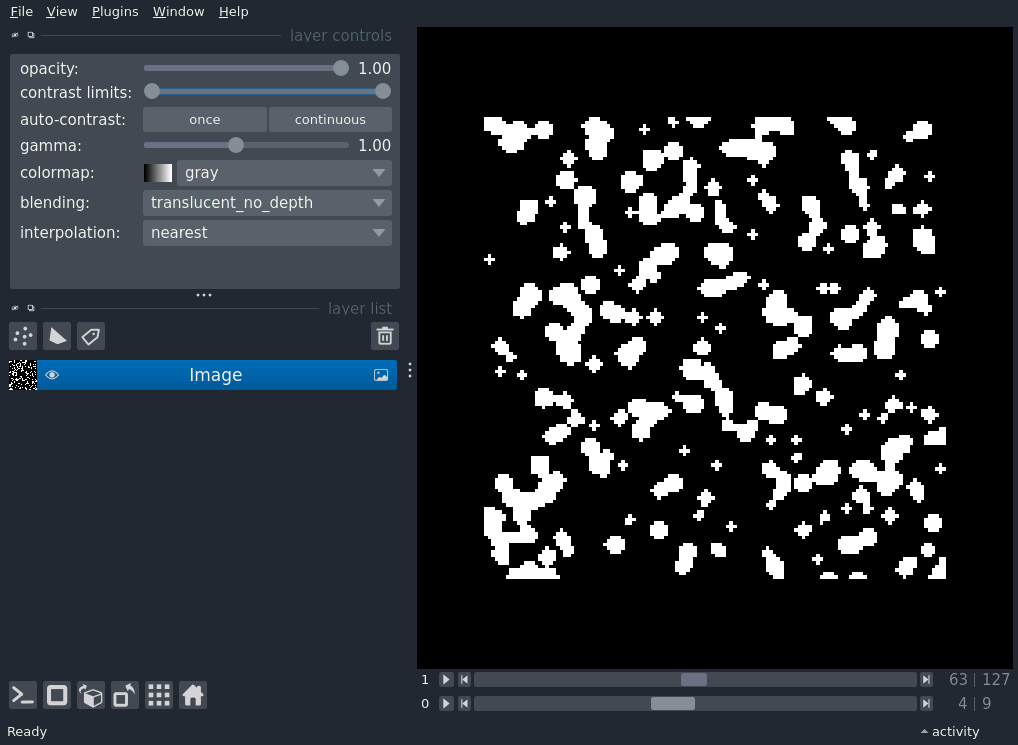 File View Plugins Window Help
layer controls
opacity: 1.00
contrast limits:
auto-contrast: once continuous
gamma: 1.00
colormap: gray
blending: translucent_no_depth
interpolation: nearest
layer list
Image
1 63 | 127
0 4 | 9
Ready activity